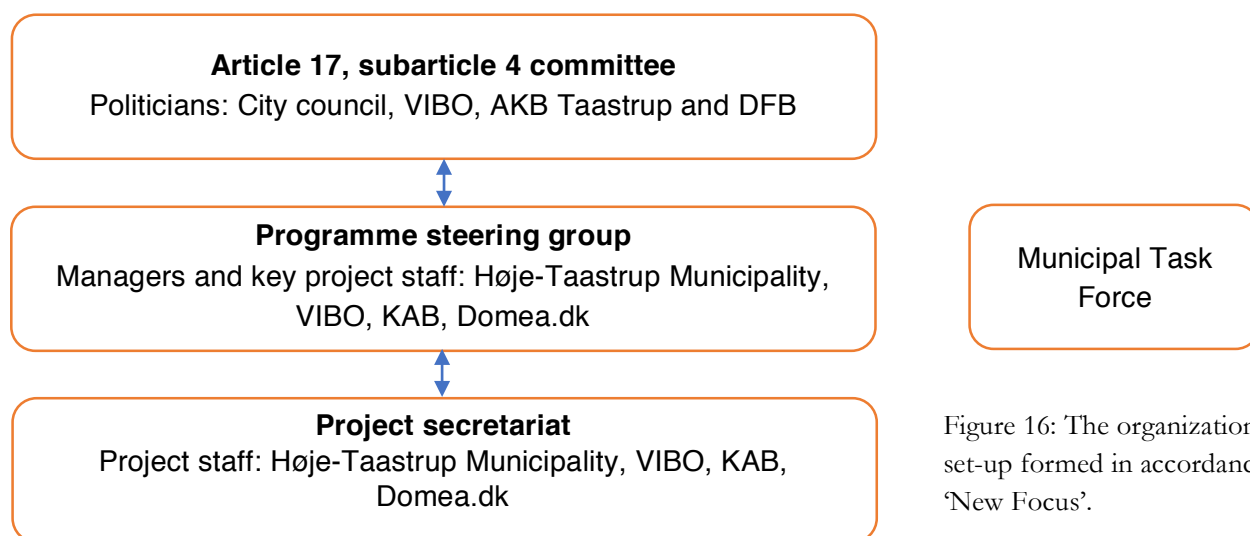 Article 17, subarticle 4 committee
Politicians: City council, VIBO, AKB Taastrup and DFB
Programme steering group
Managers and key project staff: Høje-Taastrup Municipality,
VIBO, KAB, Domea.dk
Project secretariat
Project staff: Høje-Taastrup Municipality, VIBO, KAB,
Domea.dk
Municipal Task
Force
Figure 16: The organization
set-up formed in accordanc
‘New Focus’.